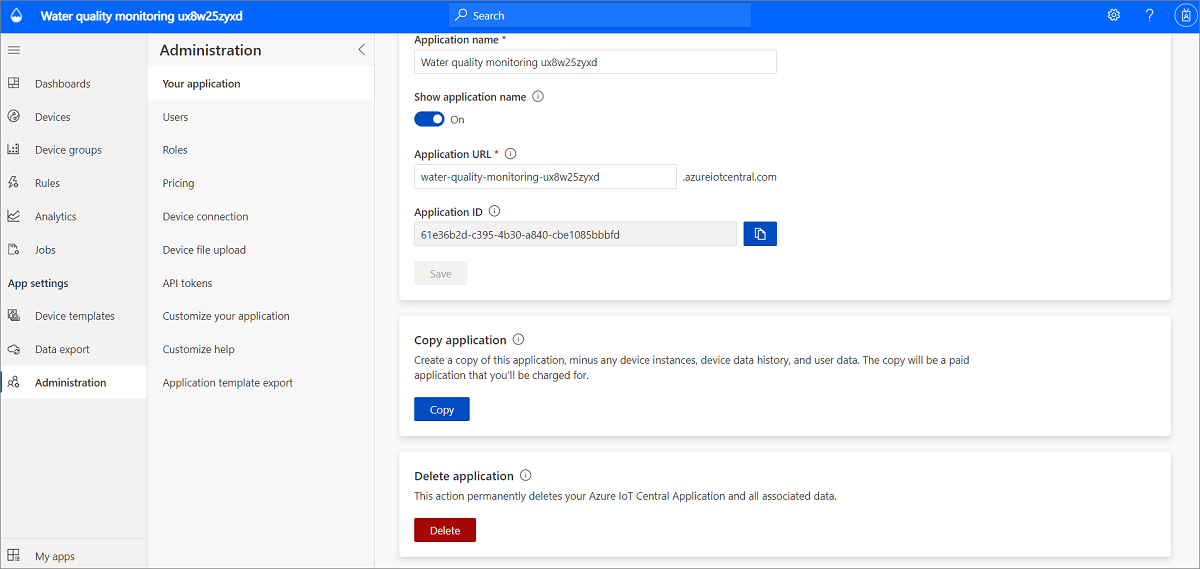 Water quality monitoring ux8w25zyxd
Search
Dashboards
Devices
Device groups
Rules
Analytics
Jobs
App settings
Device templates
Data export
Administration
My apps
Administration
Your application
Users
Roles
Pricing
Device connection
Device file upload
API tokens
Customize your application
Customize help
Application template export
Application name *
Water quality monitoring ux8w25zyxd
Show application name
On
Application URL *
water-quality-monitoring-ux8w25zyxd .azureiotcentral.com
Application ID
61e36b2d-c395-4b30-a840-cbe1085bbbfd
Save
Copy application
Create a copy of this application, minus any device instances, device data history, and user data. The copy will be a paid
application that you'll be charged for.
Copy
Delete application
This action permanently deletes your Azure IoT Central Application and all associated data.
Delete